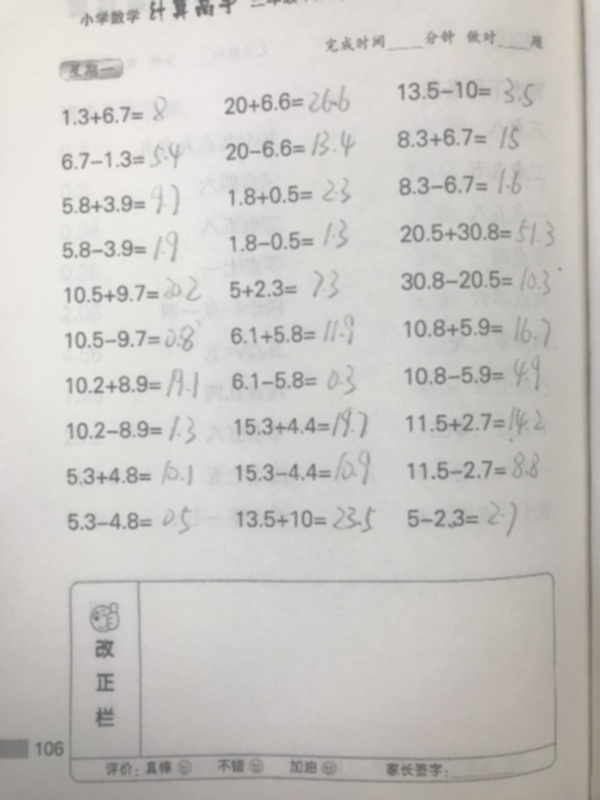 小学数学 计算高手
完成时间____分钟 做对____题
星期一
1.3+6.7= 8 20+6.6= 26.6 13.5−10= 3.5
6.7−1.3= 5.4 20−6.6= 13.4 8.3+6.7= 15
5.8+3.9= 9.7 1.8+0.5= 2.3 8.3−6.7= 1.6
5.8−3.9= 1.9 1.8−0.5= 1.3 20.5+30.8= 51.3
10.5+9.7= 20.2 5+2.3= 7.3 30.8−20.5= 10.3
10.5−9.7= 0.8 6.1+5.8= 11.9 10.8+5.9= 16.7
10.2+8.9= 19.1 6.1−5.8= 0.3 10.8−5.9= 4.9
10.2−8.9= 1.3 15.3+4.4= 19.7 11.5+2.7= 14.2
5.3+4.8= 10.1 15.3−4.4= 10.9 11.5−2.7= 8.8
5.3−4.8= 0.5 13.5+10= 23.5 5−2.3= 2.7
改正栏
106
评价：真棒 不错 加油 家长签字：____